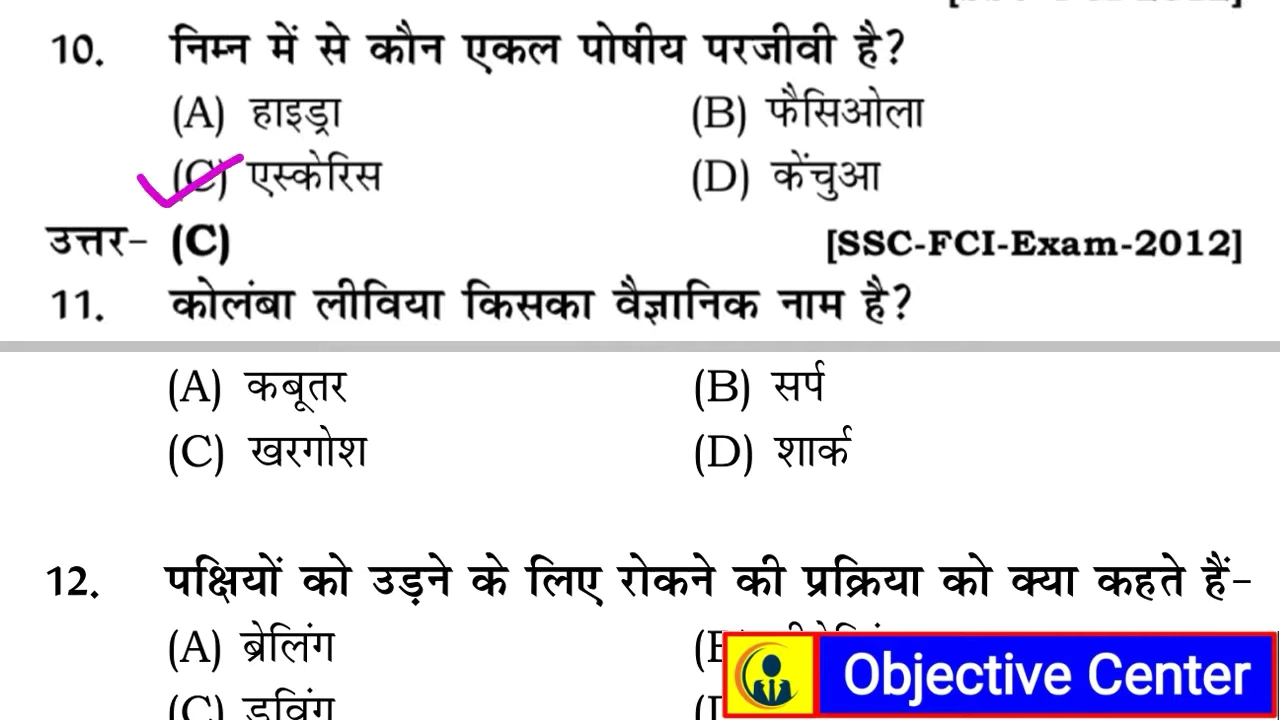 10. निम्न में से कौन एकल पोषीय परजीवी है?
(A) हाइड्रा (B) फैसिओला
(C) एस्केरिस (D) केंचुआ
उत्तर- (C) [SSC-FCI-Exam-2012]
11. कोलंबा लीविया किसका वैज्ञानिक नाम है?
(A) कबूतर (B) सर्प
(C) खरगोश (D) शार्क
12. पक्षियों को उड़ने के लिए रोकने की प्रक्रिया को क्या कहते हैं-
(A) ब्रेलिंग
(C) डुविंग
Objective Center